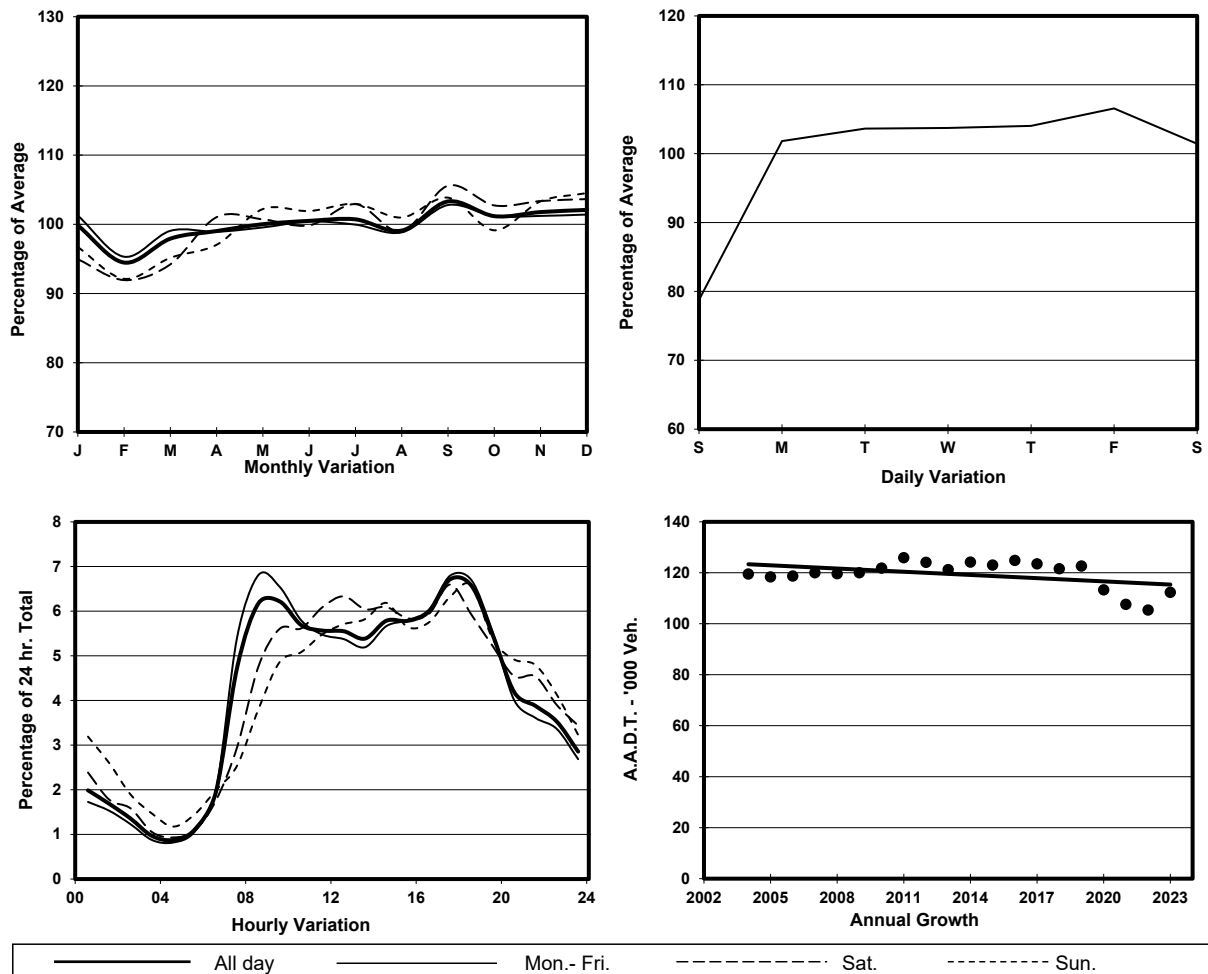 130
120
110
100
90
80
70
Percentage of Average
J F M A M J J A S O N D
Monthly Variation
120
110
100
90
80
70
60
Percentage of Average
S M T W T F S
Daily Variation
8
7
6
5
4
3
2
1
0
Percentage of 24 hr. Total
00 04 08 12 16 20 24
Hourly Variation
140
120
100
80
60
40
20
0
A.A.D.T. - '000 Veh.
2002 2005 2008 2011 2014 2017 2020 2023
Annual Growth
All day Mon.- Fri. Sat. Sun.